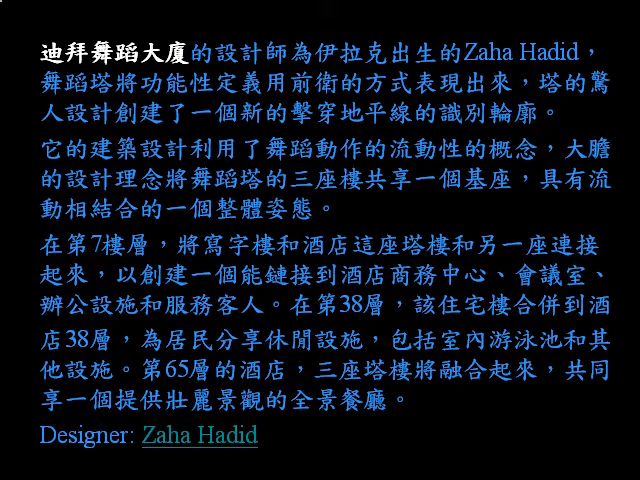 迪拜舞蹈大廈的設計師為伊拉克出生的Zaha Hadid，
舞蹈塔將功能性定義用前衛的方式表現出來，塔的驚
人設計創建了一個新的擊穿地平線的識別輪廓。
它的建築設計利用了舞蹈動作的流動性的概念，大膽
的設計理念將舞蹈塔的三座樓共享一個基座，具有流
動相結合的一個整體姿態。
在第7樓層，將寫字樓和酒店這座塔樓和另一座連接
起來，以創建一個能鏈接到酒店商務中心、會議室、
辦公設施和服務客人。在第38層，該住宅樓合併到酒
店38層，為居民分享休閒設施，包括室內游泳池和其
他設施。第65層的酒店，三座塔樓將融合起來，共同
享一個提供壯麗景觀的全景餐廳。
Designer: Zaha Hadid